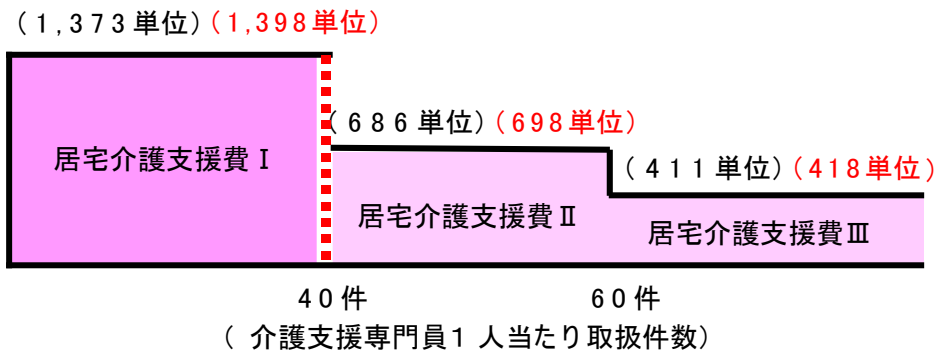 (1,373単位)(1,398単位)
(686単位)(698単位)
(411単位)(418単位)
居宅介護支援費Ⅰ
居宅介護支援費Ⅱ
居宅介護支援費Ⅲ
40件
60件
(介護支援専門員1人当たり取扱件数)